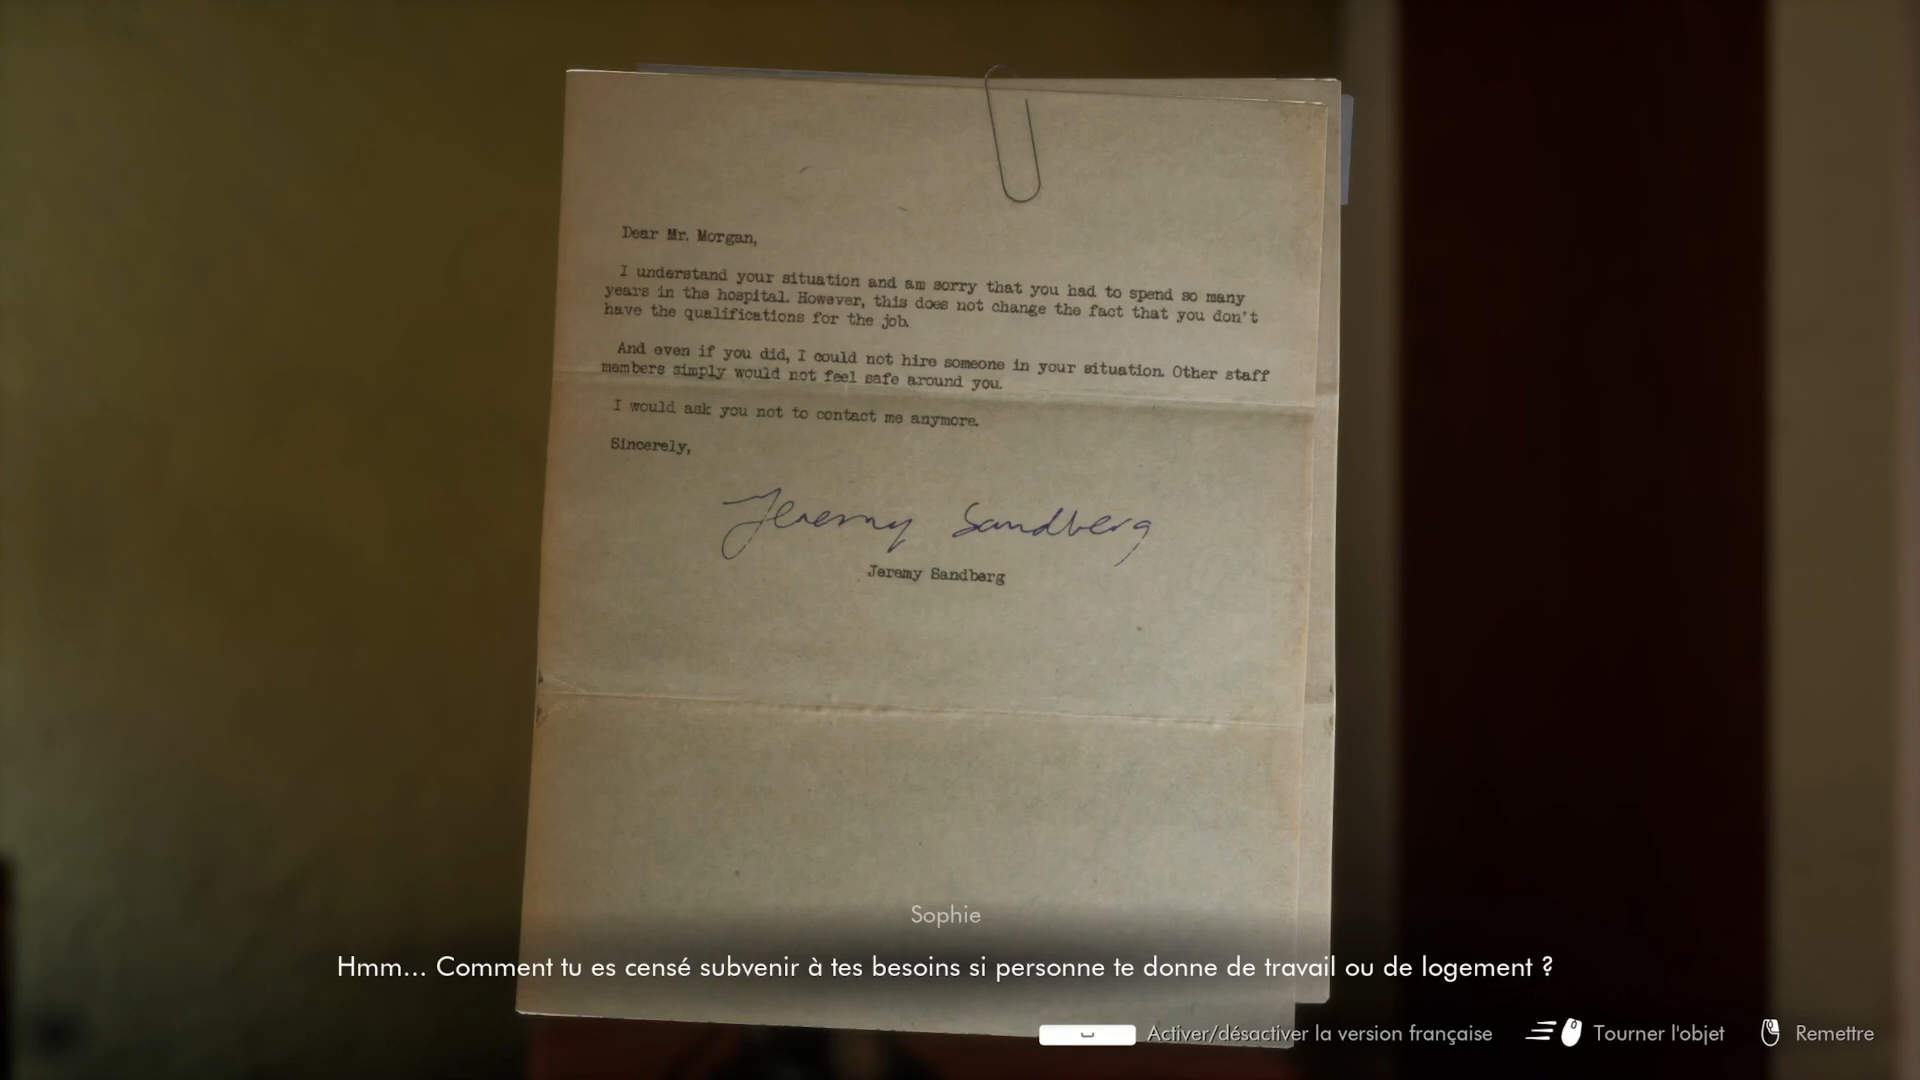 Dear Mr. Morgan,
I understand your situation and am sorry that you had to spend so many
years in the hospital. However, this does not change the fact that you don't
have the qualifications for the job.
And even if you did, I could not hire someone in your situation. Other staff
members simply would not feel safe around you.
I would ask you not to contact me anymore.
Sincerely,
Jeremy Sandberg
Jeremy Sandberg
Sophie
Hmm... Comment tu es censé subvenir à tes besoins si personne te donne de travail ou de logement ?
Activer/désactiver la version française
Tourner l'objet
Remettre